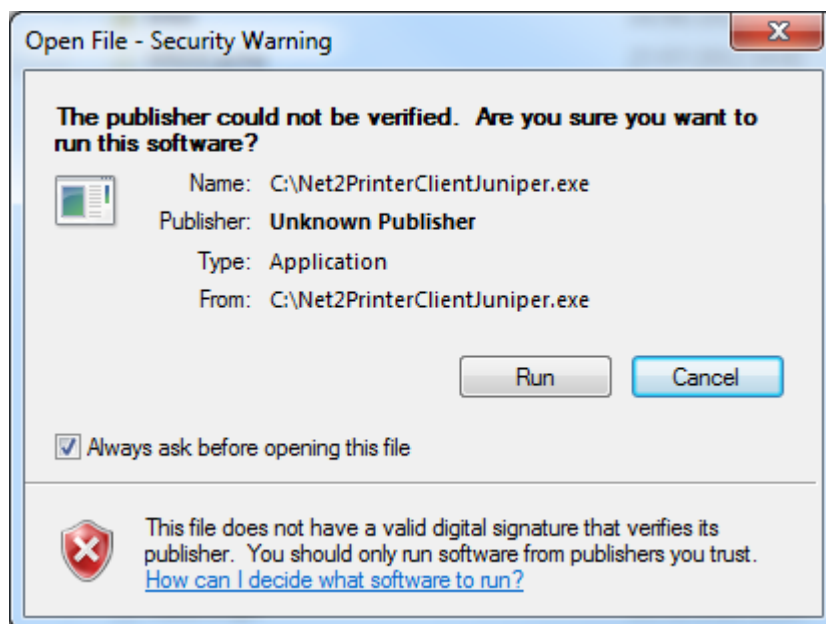 Open File - Security Warning
The publisher could not be verified.  Are you sure you want to
run this software?
Name: C:\Net2PrinterClientJuniper.exe
Publisher: Unknown Publisher
Type: Application
From: C:\Net2PrinterClientJuniper.exe
Run Cancel
Always ask before opening this file
This file does not have a valid digital signature that verifies its
publisher.  You should only run software from publishers you trust.
How can I decide what software to run?